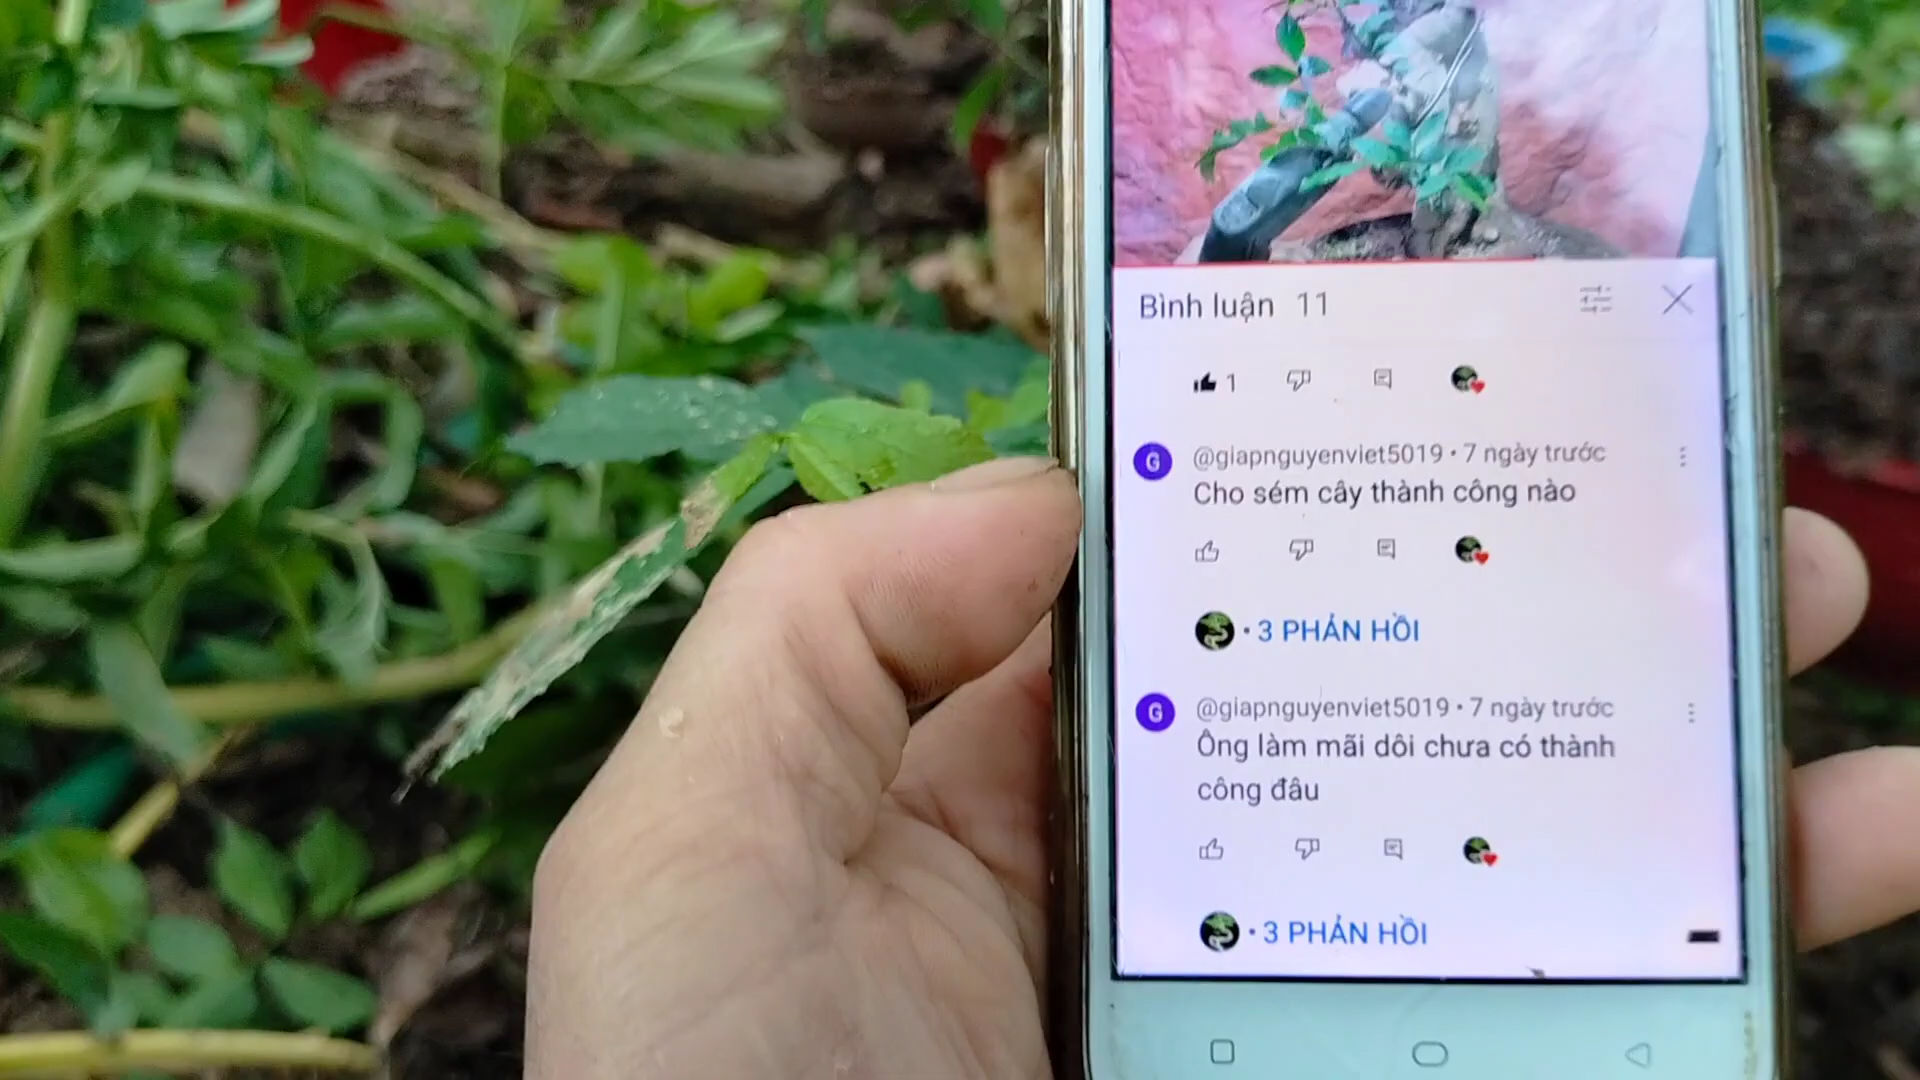 Bình luận 11
1
G @giapnguyenviet5019 • 7 ngày trước
Cho sém cây thành công nào
• 3 PHẢN HỒI
G @giapnguyenviet5019 • 7 ngày trước
Ông làm mãi dôi chưa có thành
công đâu
• 3 PHẢN HỒI